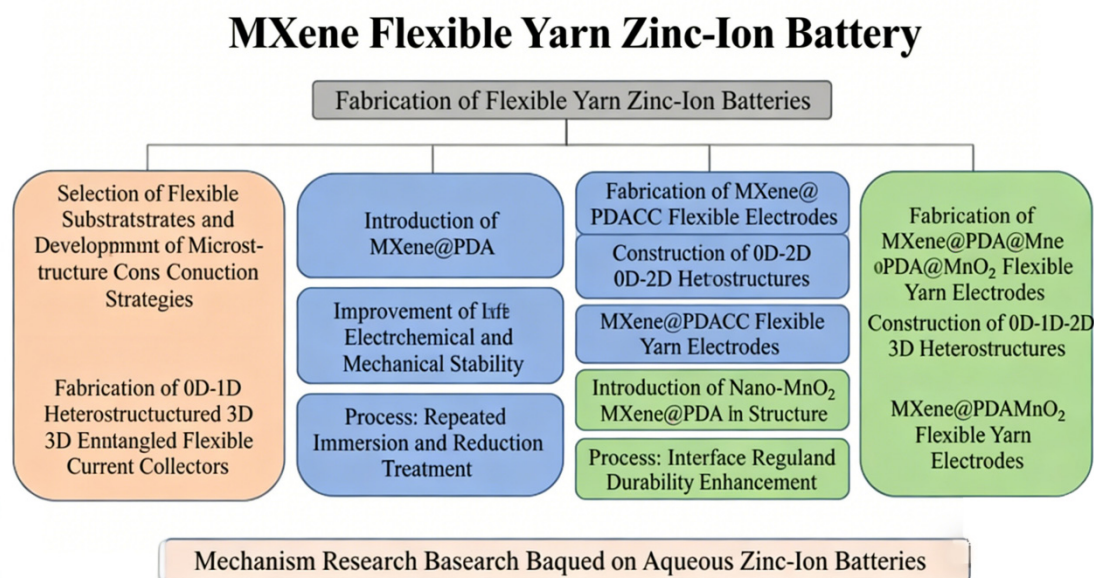 MXene Flexible Yarn Zinc-Ion Battery
Fabrication of Flexible Yarn Zinc-Ion Batteries
Selection of Flexible
Substratstrates and
Developmnunt of Microst-
tructure Cons Conuction
Strategies
Fabrication of 0D-1D
Heterostructuctured 3D
3D Enntangled Flexible
Current Collectors
Introduction of
MXene@PDA
Improvement of
Electrchemical and
Mechanical Stability
Process: Repeated
Immersion and Reduction
Treatment
Fabrication of MXene@
PDACC Flexible Electrodes
Construction of 0D-2D
0D-2D Hetrostructures
MXene@PDACC Flexible
Yarn Electrodes
Introduction of Nano-MnO₂
MXene@PDA in Structure
Process: Interface Reguland
Durability Enhancement
Fabrication of
MXene@PDA@Mne
oPDA@MnO₂ Flexible
Yarn Electrodes
Construction of 0D-1D-2D
3D Heterostructures
MXene@PDAMnO₂
Flexible Yarn
Electrodes
Mechanism Research Basearch Baqued on Aqueous Zinc-Ion Batteries